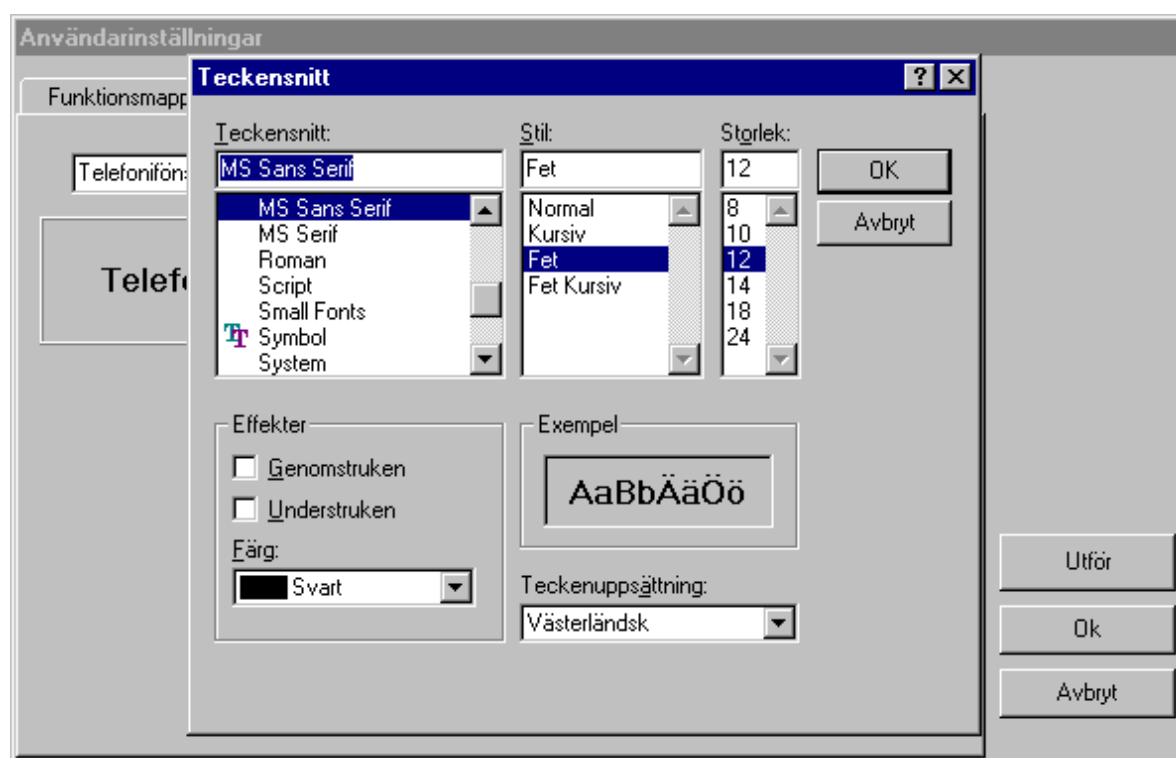 Användarinställningar
Funktionsmapp
Telefs
Teckensnitt
Teckensnitt:
MS Sans Serif
MS Sans Serif
MS Serif
Roman
Script
Small Fonts
Symbol
System
Stil:
Fet
Normal
Kursiv
Fet
Fet Kursiv
Storlek:
12
8
10
12
14
18
24
OK
Avbryt
Effekter
Genomstruken
Understruken
Färg:
Svart
Exempel
AaBbÄäÖö
Teckenuppsättning:
Västerländsk
Utför
Ok
Avbryt